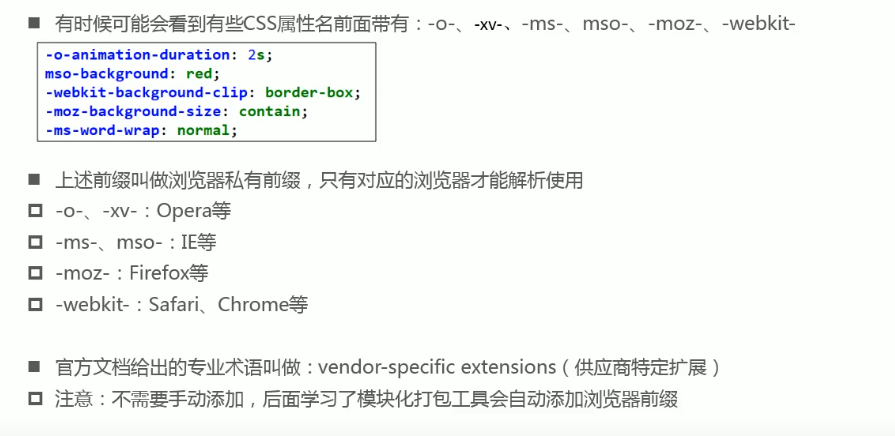 ■ 有时候可能会看到有些CSS属性名前面带有：-o-、-xv-、-ms-、mso-、-moz-、-webkit-
-o-animation-duration: 2s;
mso-background: red;
-webkit-background-clip: border-box;
-moz-background-size: contain;
-ms-word-wrap: normal;
■ 上述前缀叫做浏览器私有前缀，只有对应的浏览器才能解析使用
-o-、-xv-：Opera等
-ms-、mso-：IE等
-moz-：Firefox等
-webkit-：Safari、Chrome等
■ 官方文档给出的专业术语叫做：vendor-specific extensions（供应商特定扩展）
注意：不需要手动添加，后面学习了模块化打包工具会自动添加浏览器前缀